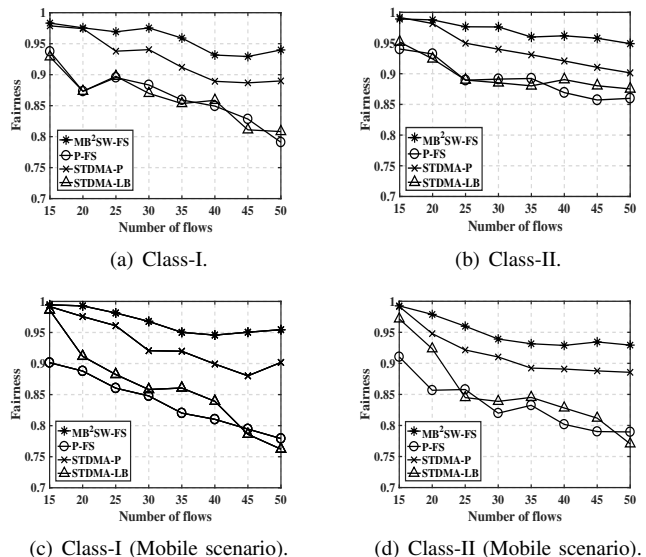 1
0.95
0.9
0.85
0.8
0.75
0.7
Fairness
MB²SW-FS
P-FS
STDMA-P
STDMA-LB
15 20 25 30 35 40 45 50
Number of flows
(a) Class-I.
1
0.95
0.9
0.85
0.8
0.75
0.7
Fairness
MB²SW-FS
P-FS
STDMA-P
STDMA-LB
15 20 25 30 35 40 45 50
Number of flows
(b) Class-II.
1
0.95
0.9
0.85
0.8
0.75
0.7
Fairness
MB²SW-FS
P-FS
STDMA-P
STDMA-LB
15 20 25 30 35 40 45 50
Number of flows
(c) Class-I (Mobile scenario).
1
0.95
0.9
0.85
0.8
0.75
0.7
Fairness
MB²SW-FS
P-FS
STDMA-P
STDMA-LB
15 20 25 30 35 40 45 50
Number of flows
(d) Class-II (Mobile scenario).